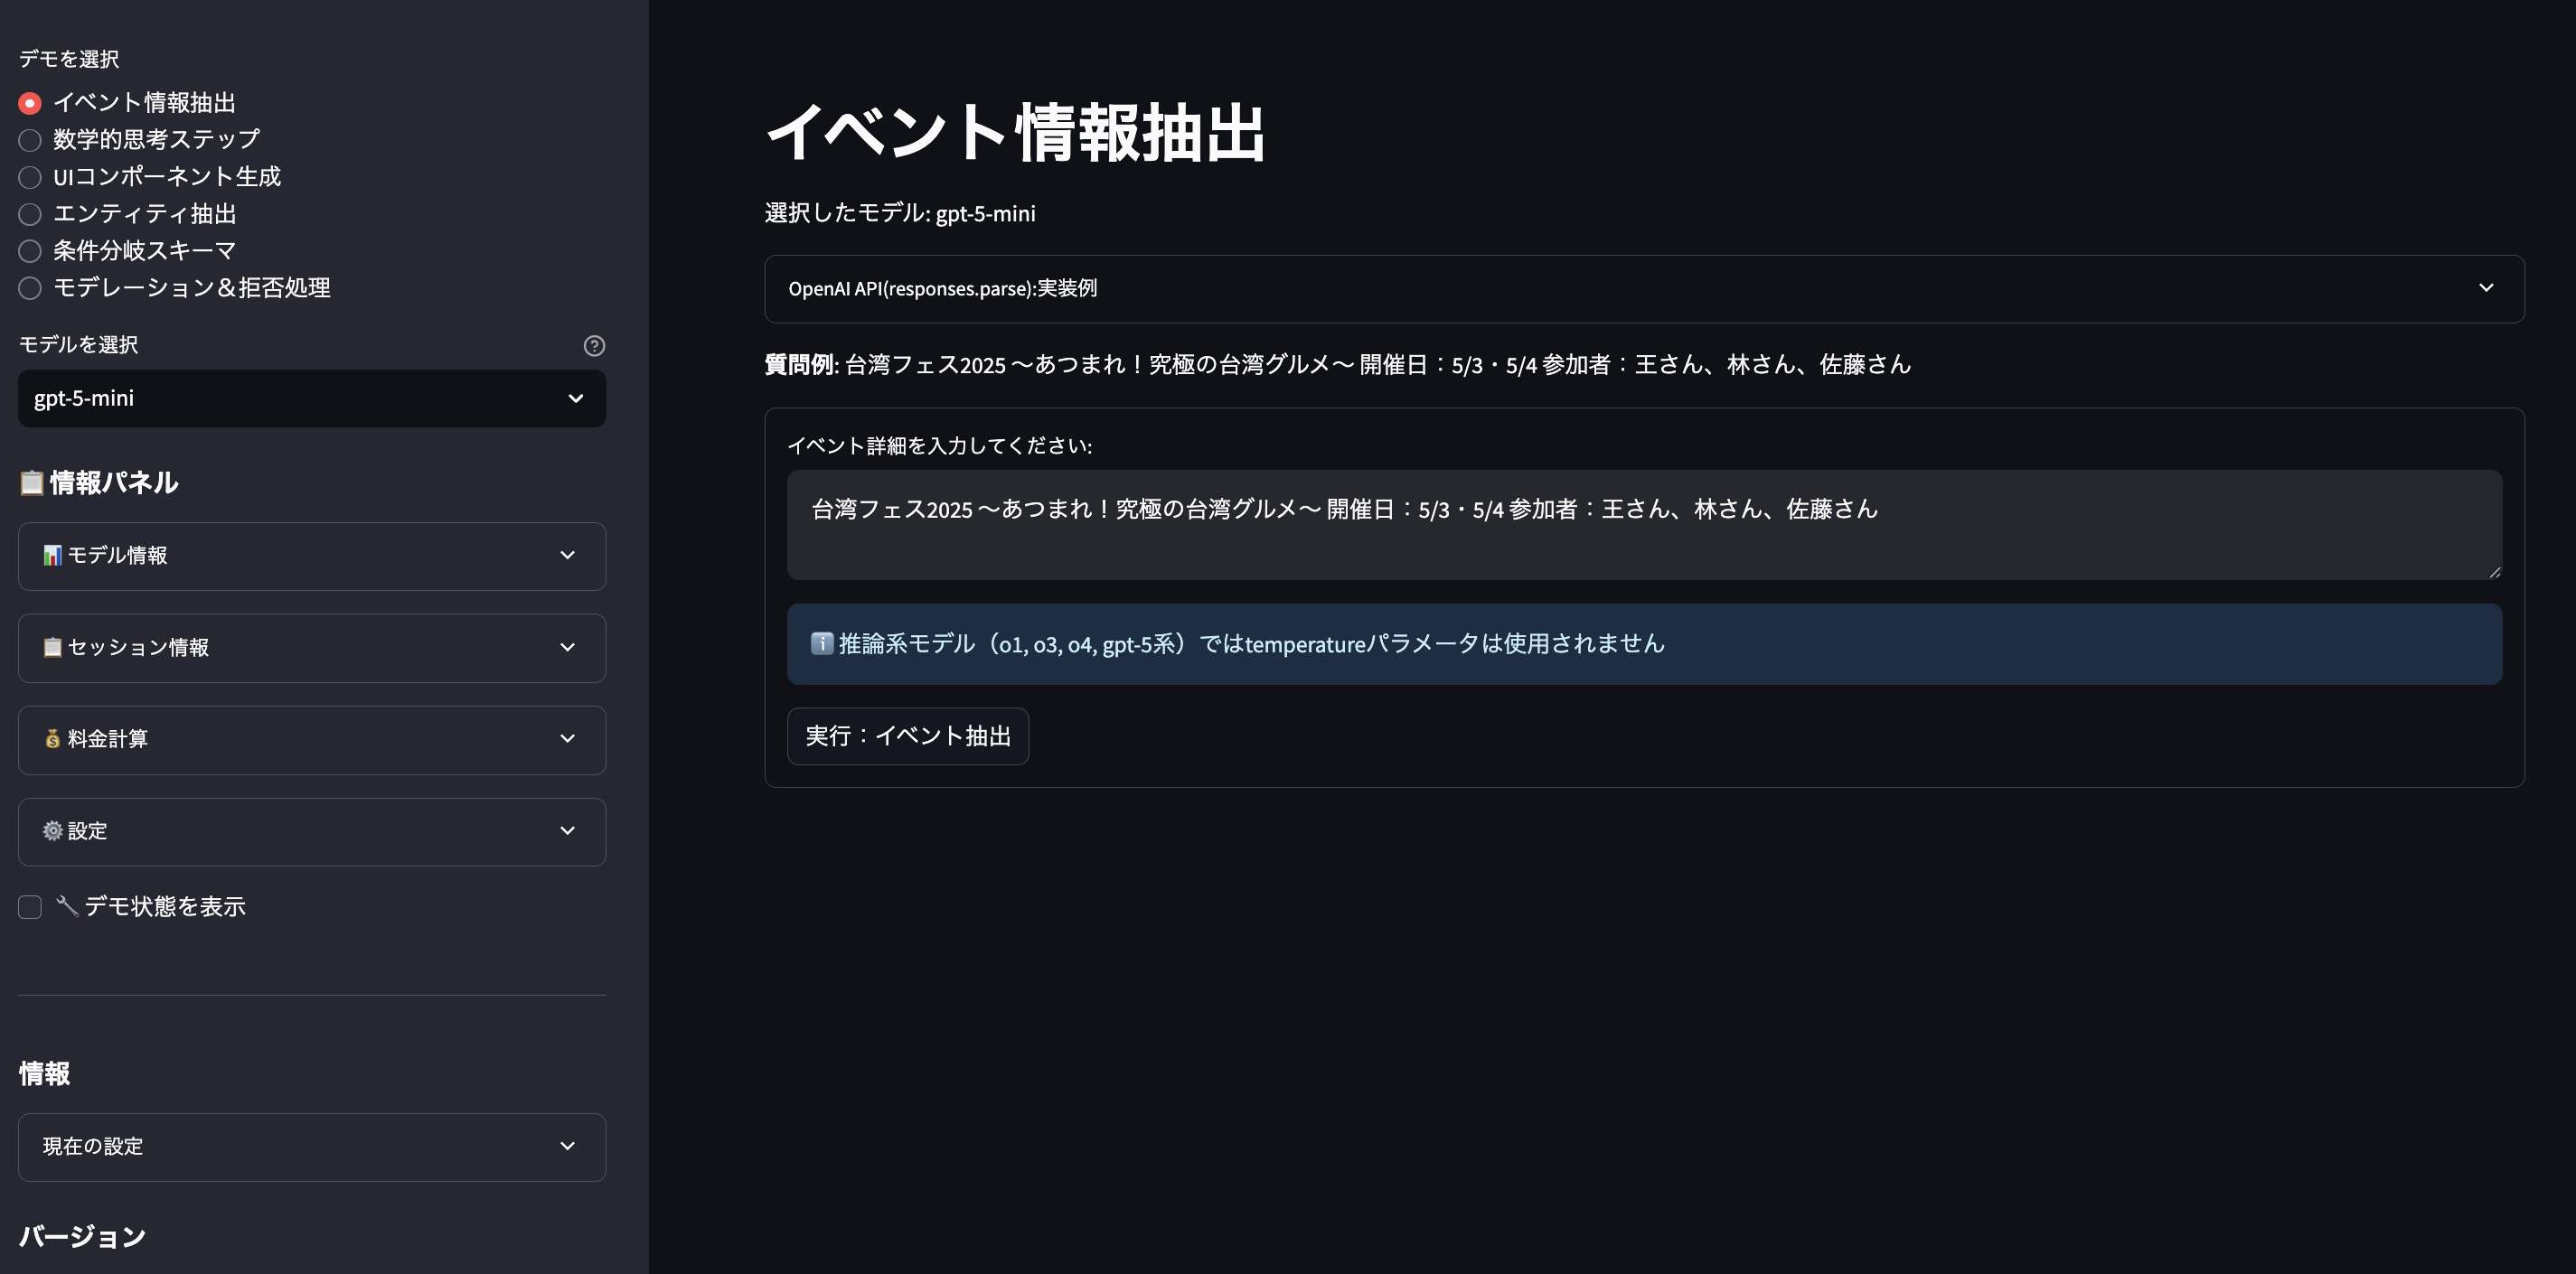 デモを選択
イベント情報抽出
数学的思考ステップ
UIコンポーネント生成
エンティティ抽出
条件分岐スキーマ
モデレーション＆拒否処理
モデルを選択
gpt-5-mini
📋 情報パネル
📊 モデル情報
📋 セッション情報
💰 料金計算
⚙️ 設定
🔧 デモ状態を表示
情報
現在の設定
バージョン
イベント情報抽出
選択したモデル: gpt-5-mini
OpenAI API(responses.parse):実装例
質問例: 台湾フェス2025 ～あつまれ！究極の台湾グルメ～ 開催日：5/3・5/4 参加者：王さん、林さん、佐藤さん
イベント詳細を入力してください:
台湾フェス2025 ～あつまれ！究極の台湾グルメ～ 開催日：5/3・5/4 参加者：王さん、林さん、佐藤さん
ℹ️ 推論系モデル（o1, o3, o4, gpt-5系）ではtemperatureパラメータは使用されません
実行：イベント抽出